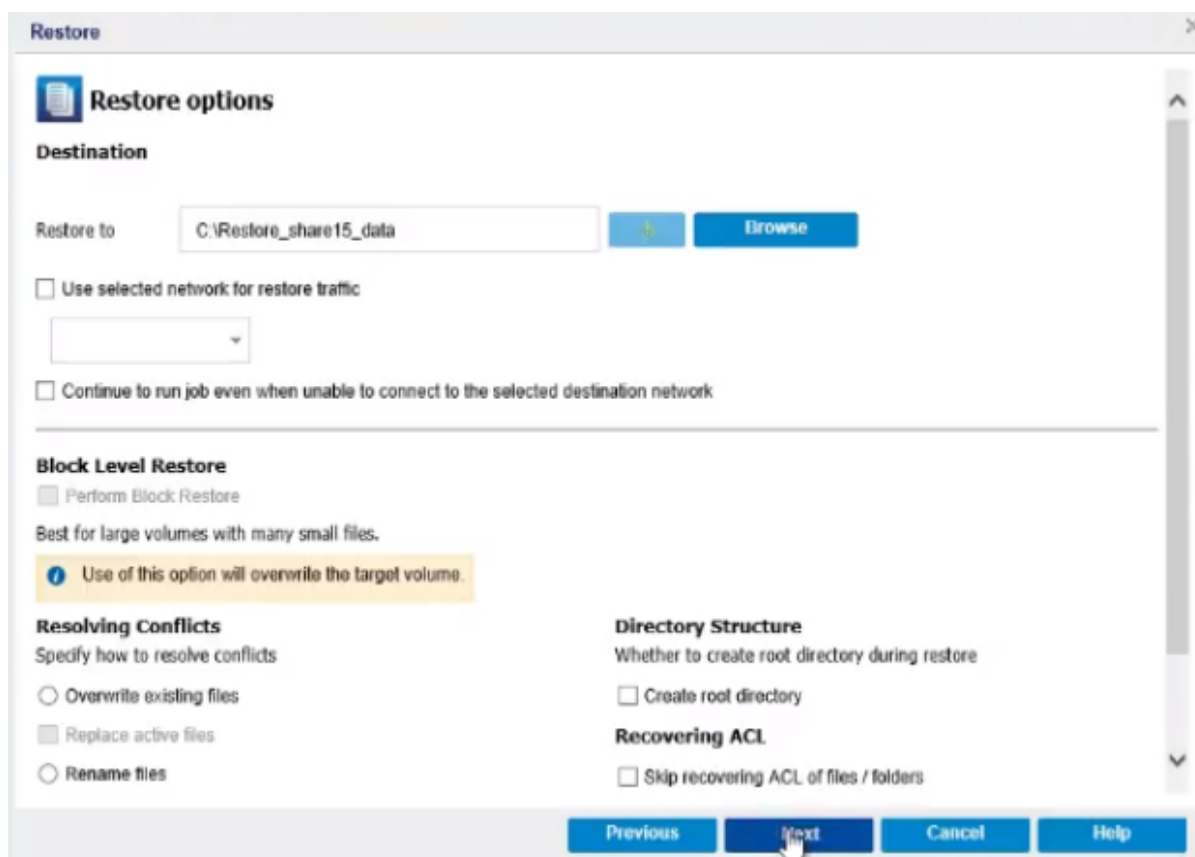 Restore
Restore options
Destination
Restore to
C:\Restore_share15_data
Browse
Use selected network for restore traffic
Continue to run job even when unable to connect to the selected destination network
Block Level Restore
Perform Block Restore
Best for large volumes with many small files.
Use of this option will overwrite the target volume.
Resolving Conflicts
Specify how to resolve conflicts
Overwrite existing files
Replace active files
Rename files
Directory Structure
Whether to create root directory during restore
Create root directory
Recovering ACL
Skip recovering ACL of files / folders
Previous
Next
Cancel
Help